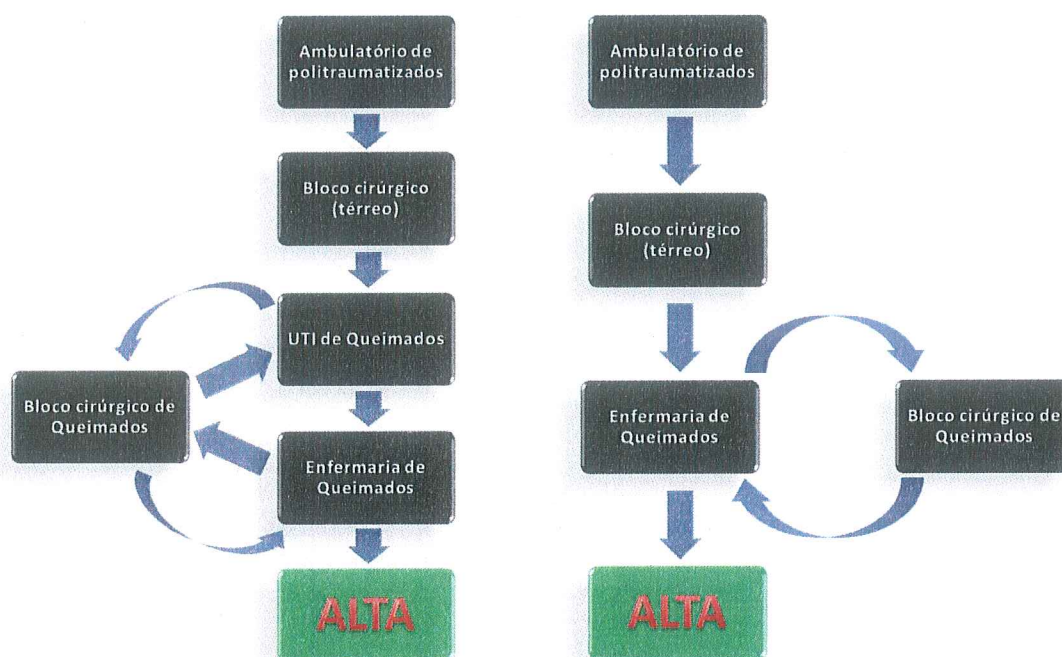 Ambulatório de
politraumatizados
Bloco cirúrgico
(térreo)
UTI de Queimados
Bloco cirúrgico de
Queimados
Enfermaria de
Queimados
ALTA
Ambulatório de
politraumatizados
Bloco cirúrgico
(térreo)
Enfermaria de
Queimados
Bloco cirúrgico de
Queimados
ALTA